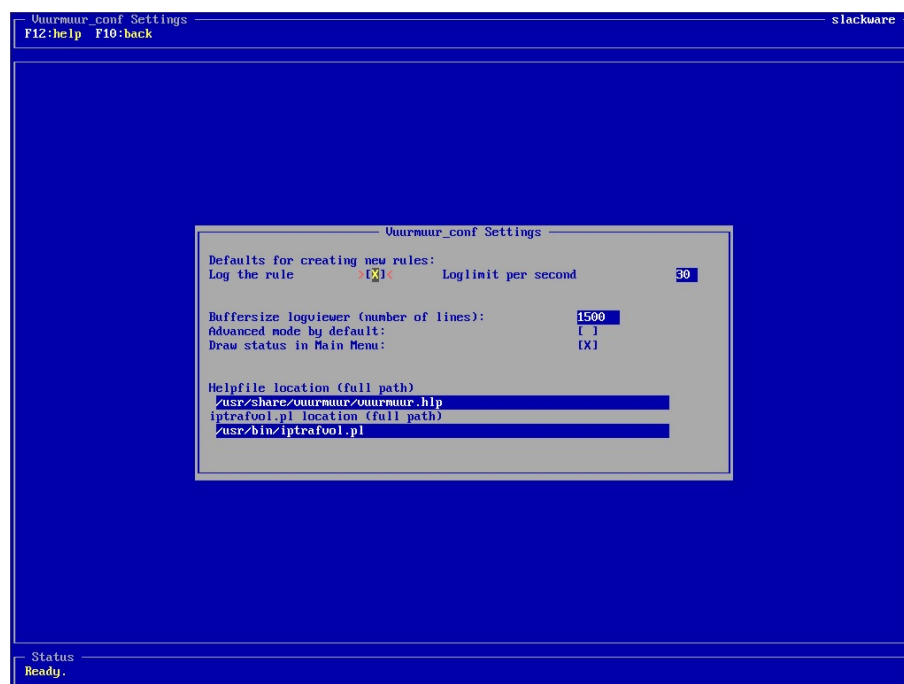 Vuurmuur_conf Settings slackware
F12:help F10:back
Vuurmuur_conf Settings
Defaults for creating new rules:
Log the rule >[X]< Loglimit per second 30
Buffersize logviewer (number of lines): 1500
Advanced mode by default: [ ]
Draw status in Main Menu: [X]
Helpfile location (full path)
/usr/share/vuurmuur/vuurmuur.hlp
iptrafvol.pl location (full path)
/usr/bin/iptrafvol.pl
Status
Ready.